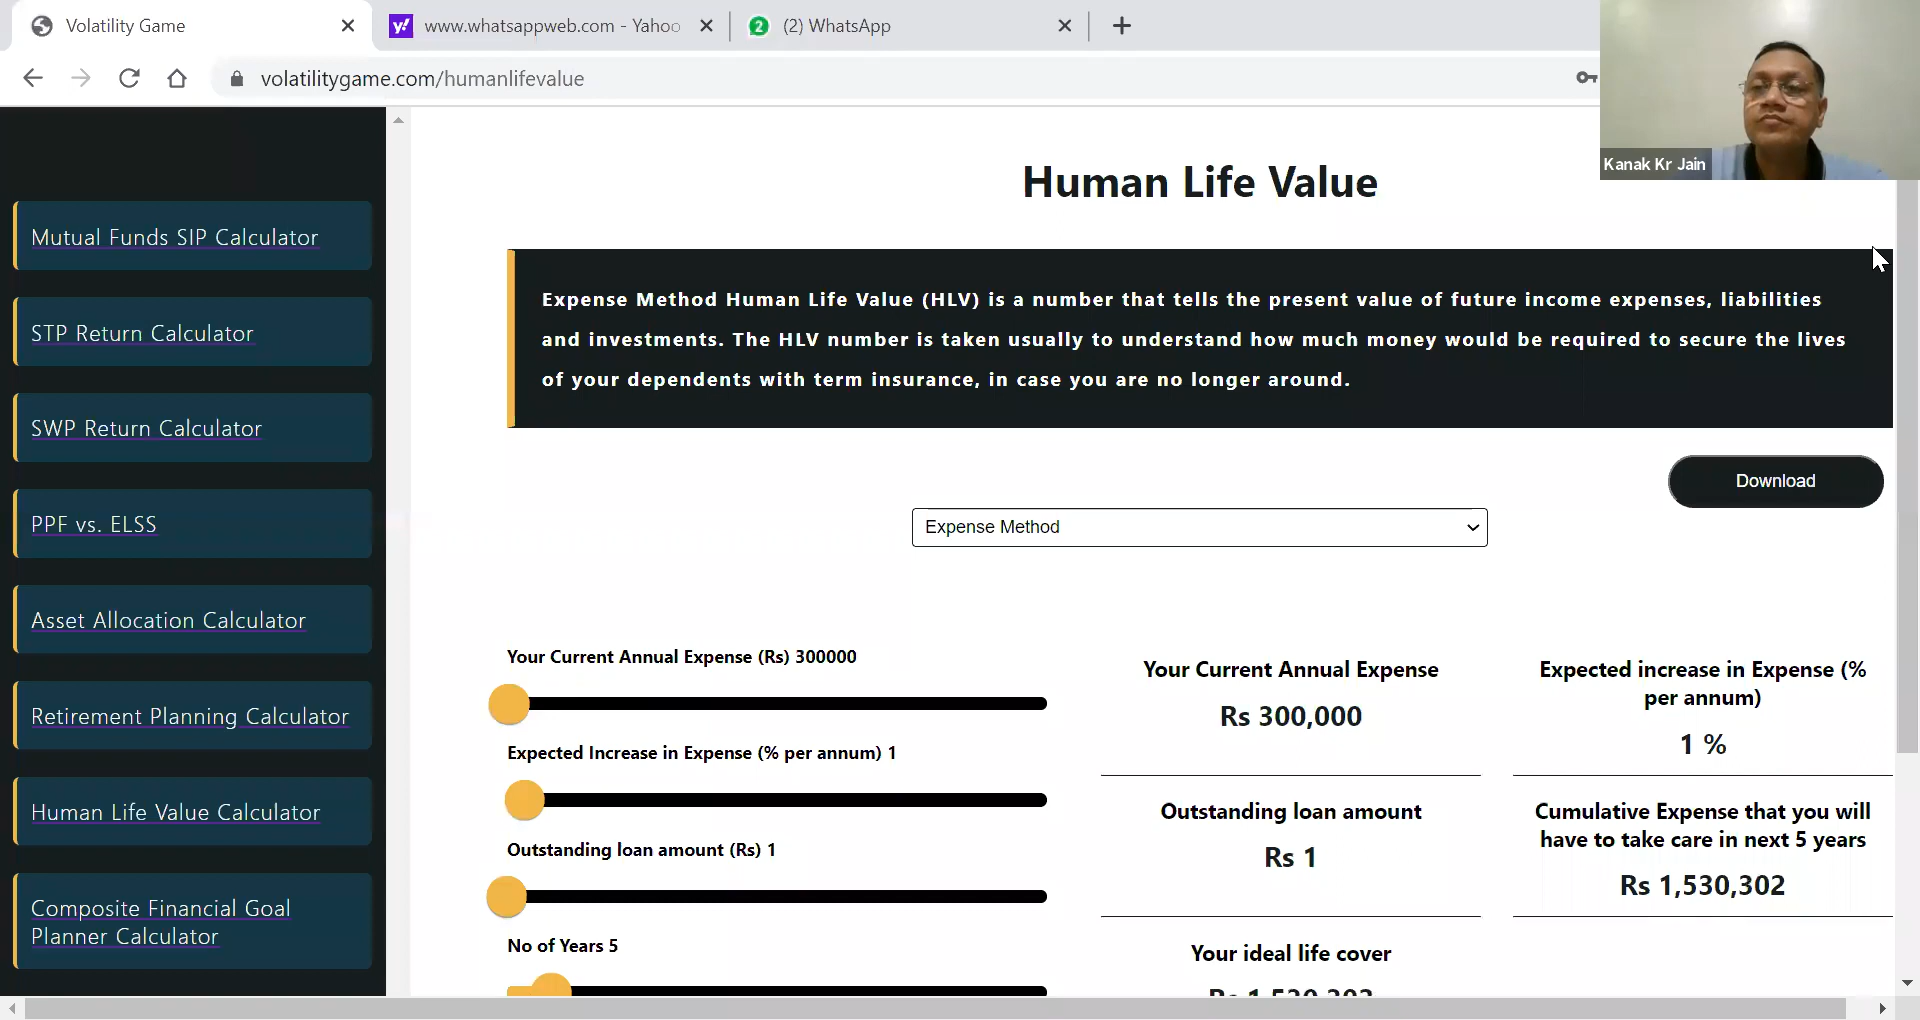 Volatility Game
www.whatsappweb.com - Yahoo
2
(2) WhatsApp
volatilitygame.com/humanlifevalue
Kanak Kr Jain
Mutual Funds SIP Calculator
STP Return Calculator
SWP Return Calculator
PPF vs. ELSS
Asset Allocation Calculator
Retirement Planning Calculator
Human Life Value Calculator
Composite Financial Goal
Planner Calculator
Human Life Value
Expense Method Human Life Value (HLV) is a number that tells the present value of future income expenses, liabilities
and investments. The HLV number is taken usually to understand how much money would be required to secure the lives
of your dependents with term insurance, in case you are no longer around.
Download
Expense Method
Your Current Annual Expense (Rs) 300000
Expected Increase in Expense (% per annum) 1
Outstanding loan amount (Rs) 1
No of Years 5
Your Current Annual Expense
Rs 300,000
Expected increase in Expense (%
per annum)
1 %
Outstanding loan amount
Rs 1
Cumulative Expense that you will
have to take care in next 5 years
Rs 1,530,302
Your ideal life cover
Rs 1,530,303